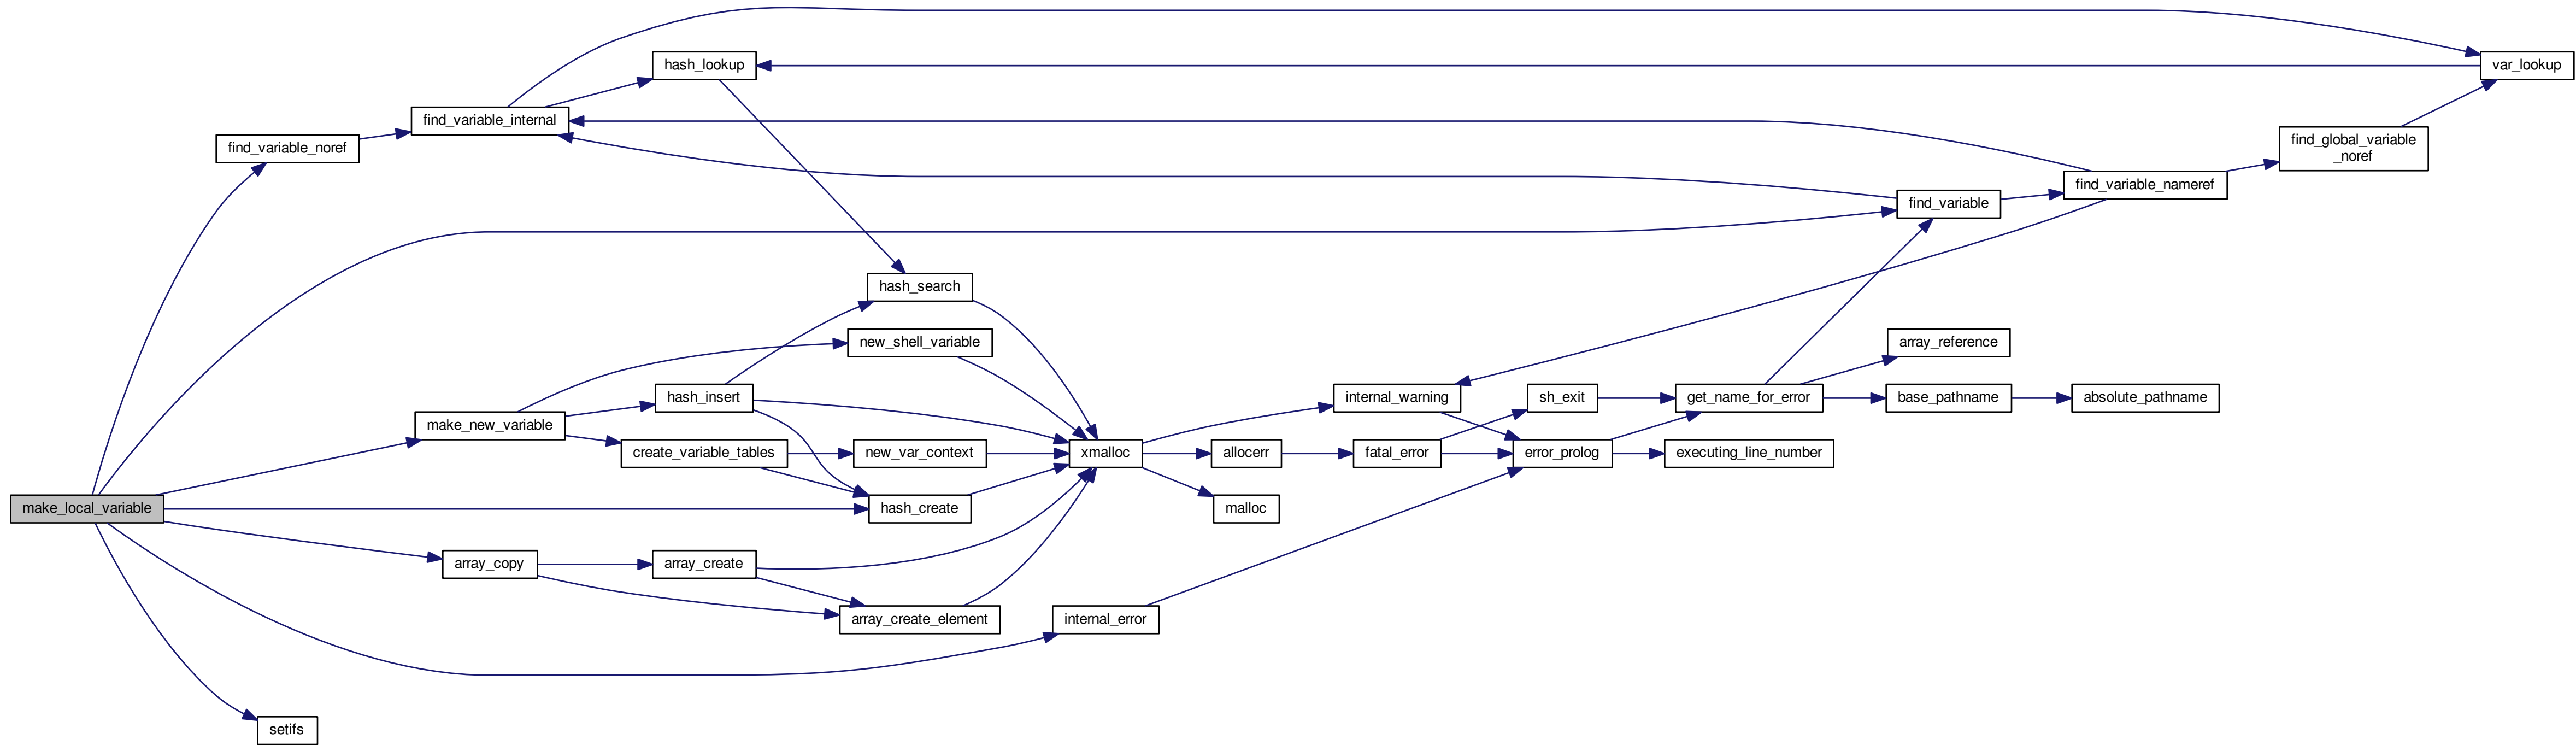 hash_lookup
var_lookup
find_variable_internal
find_variable_noref
find_global_variable
_noref
find_variable_nameref
find_variable
hash_search
new_shell_variable
array_reference
hash_insert
internal_warning
sh_exit
get_name_for_error
base_pathname
absolute_pathname
make_new_variable
create_variable_tables
new_var_context
xmalloc
allocerr
fatal_error
error_prolog
executing_line_number
make_local_variable
hash_create
malloc
array_copy
array_create
array_create_element
internal_error
setifs